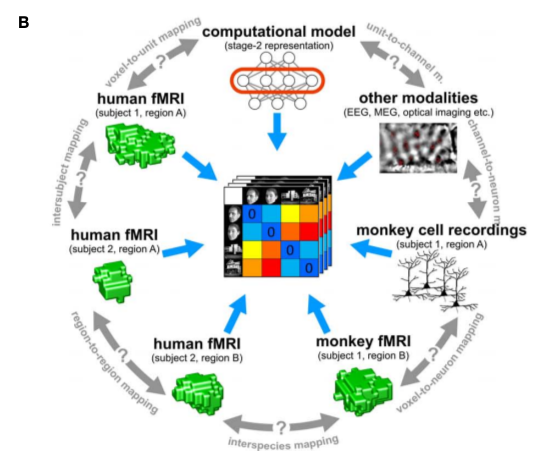 B
computational model
(stage-2 representation)
voxel-to-unit mapping
?
unit-to-channel m.
?
human fMRI
(subject 1, region A)
other modalities
(EEG, MEG, optical imaging etc.)
intersubject mapping
?
channel-to-neuron m
?
0
0
0
0
human fMRI
(subject 2, region A)
monkey cell recordings
(subject 1, region A)
region-to-region mapping
?
human fMRI
(subject 2, region B)
monkey fMRI
(subject 1, region B)
voxel-to-neuron mapping
?
?
interspecies mapping